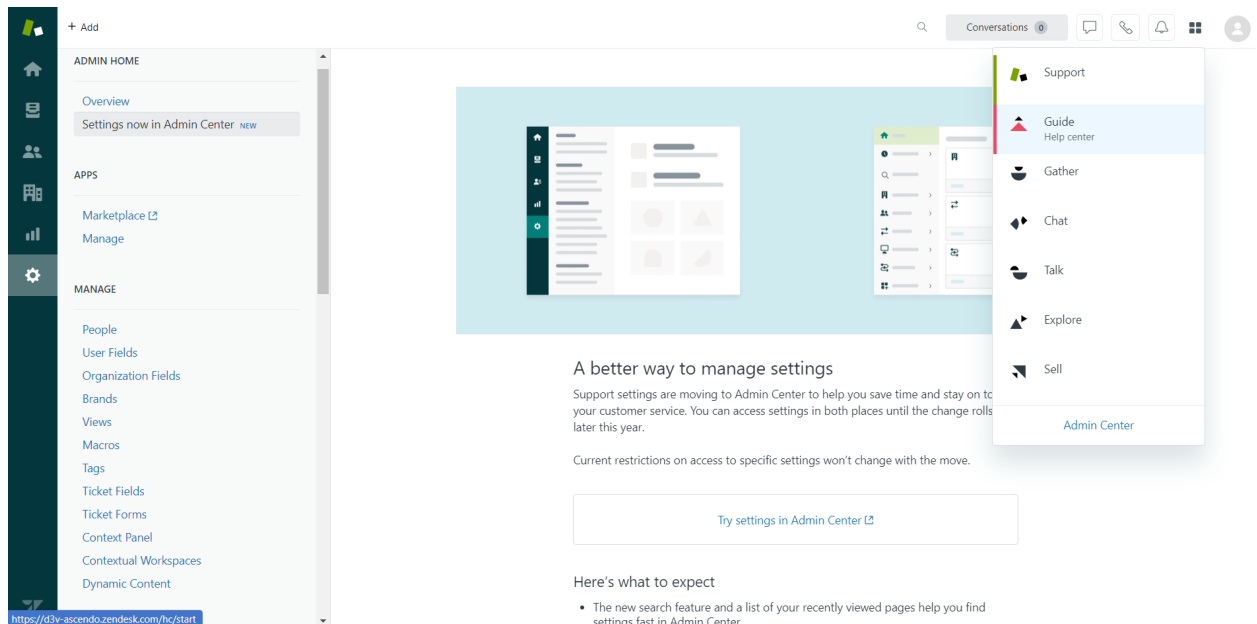 + Add
Conversations 0
ADMIN HOME
Overview
Settings now in Admin Center NEW
APPS
Marketplace
Manage
MANAGE
People
User Fields
Organization Fields
Brands
Views
Macros
Tags
Ticket Fields
Ticket Forms
Context Panel
Contextual Workspaces
Dynamic Content
https://d3v-ascendo.zendesk.com/hc/start
A better way to manage settings
Support settings are moving to Admin Center to help you save time and stay on
your customer service. You can access settings in both places until the change rolls
later this year.
Current restrictions on access to specific settings won't change with the move.
Try settings in Admin Center
Here's what to expect
• The new search feature and a list of your recently viewed pages help you find
settings fast in Admin Center
Support
Guide
Help center
Gather
Chat
Talk
Explore
Sell
Admin Center